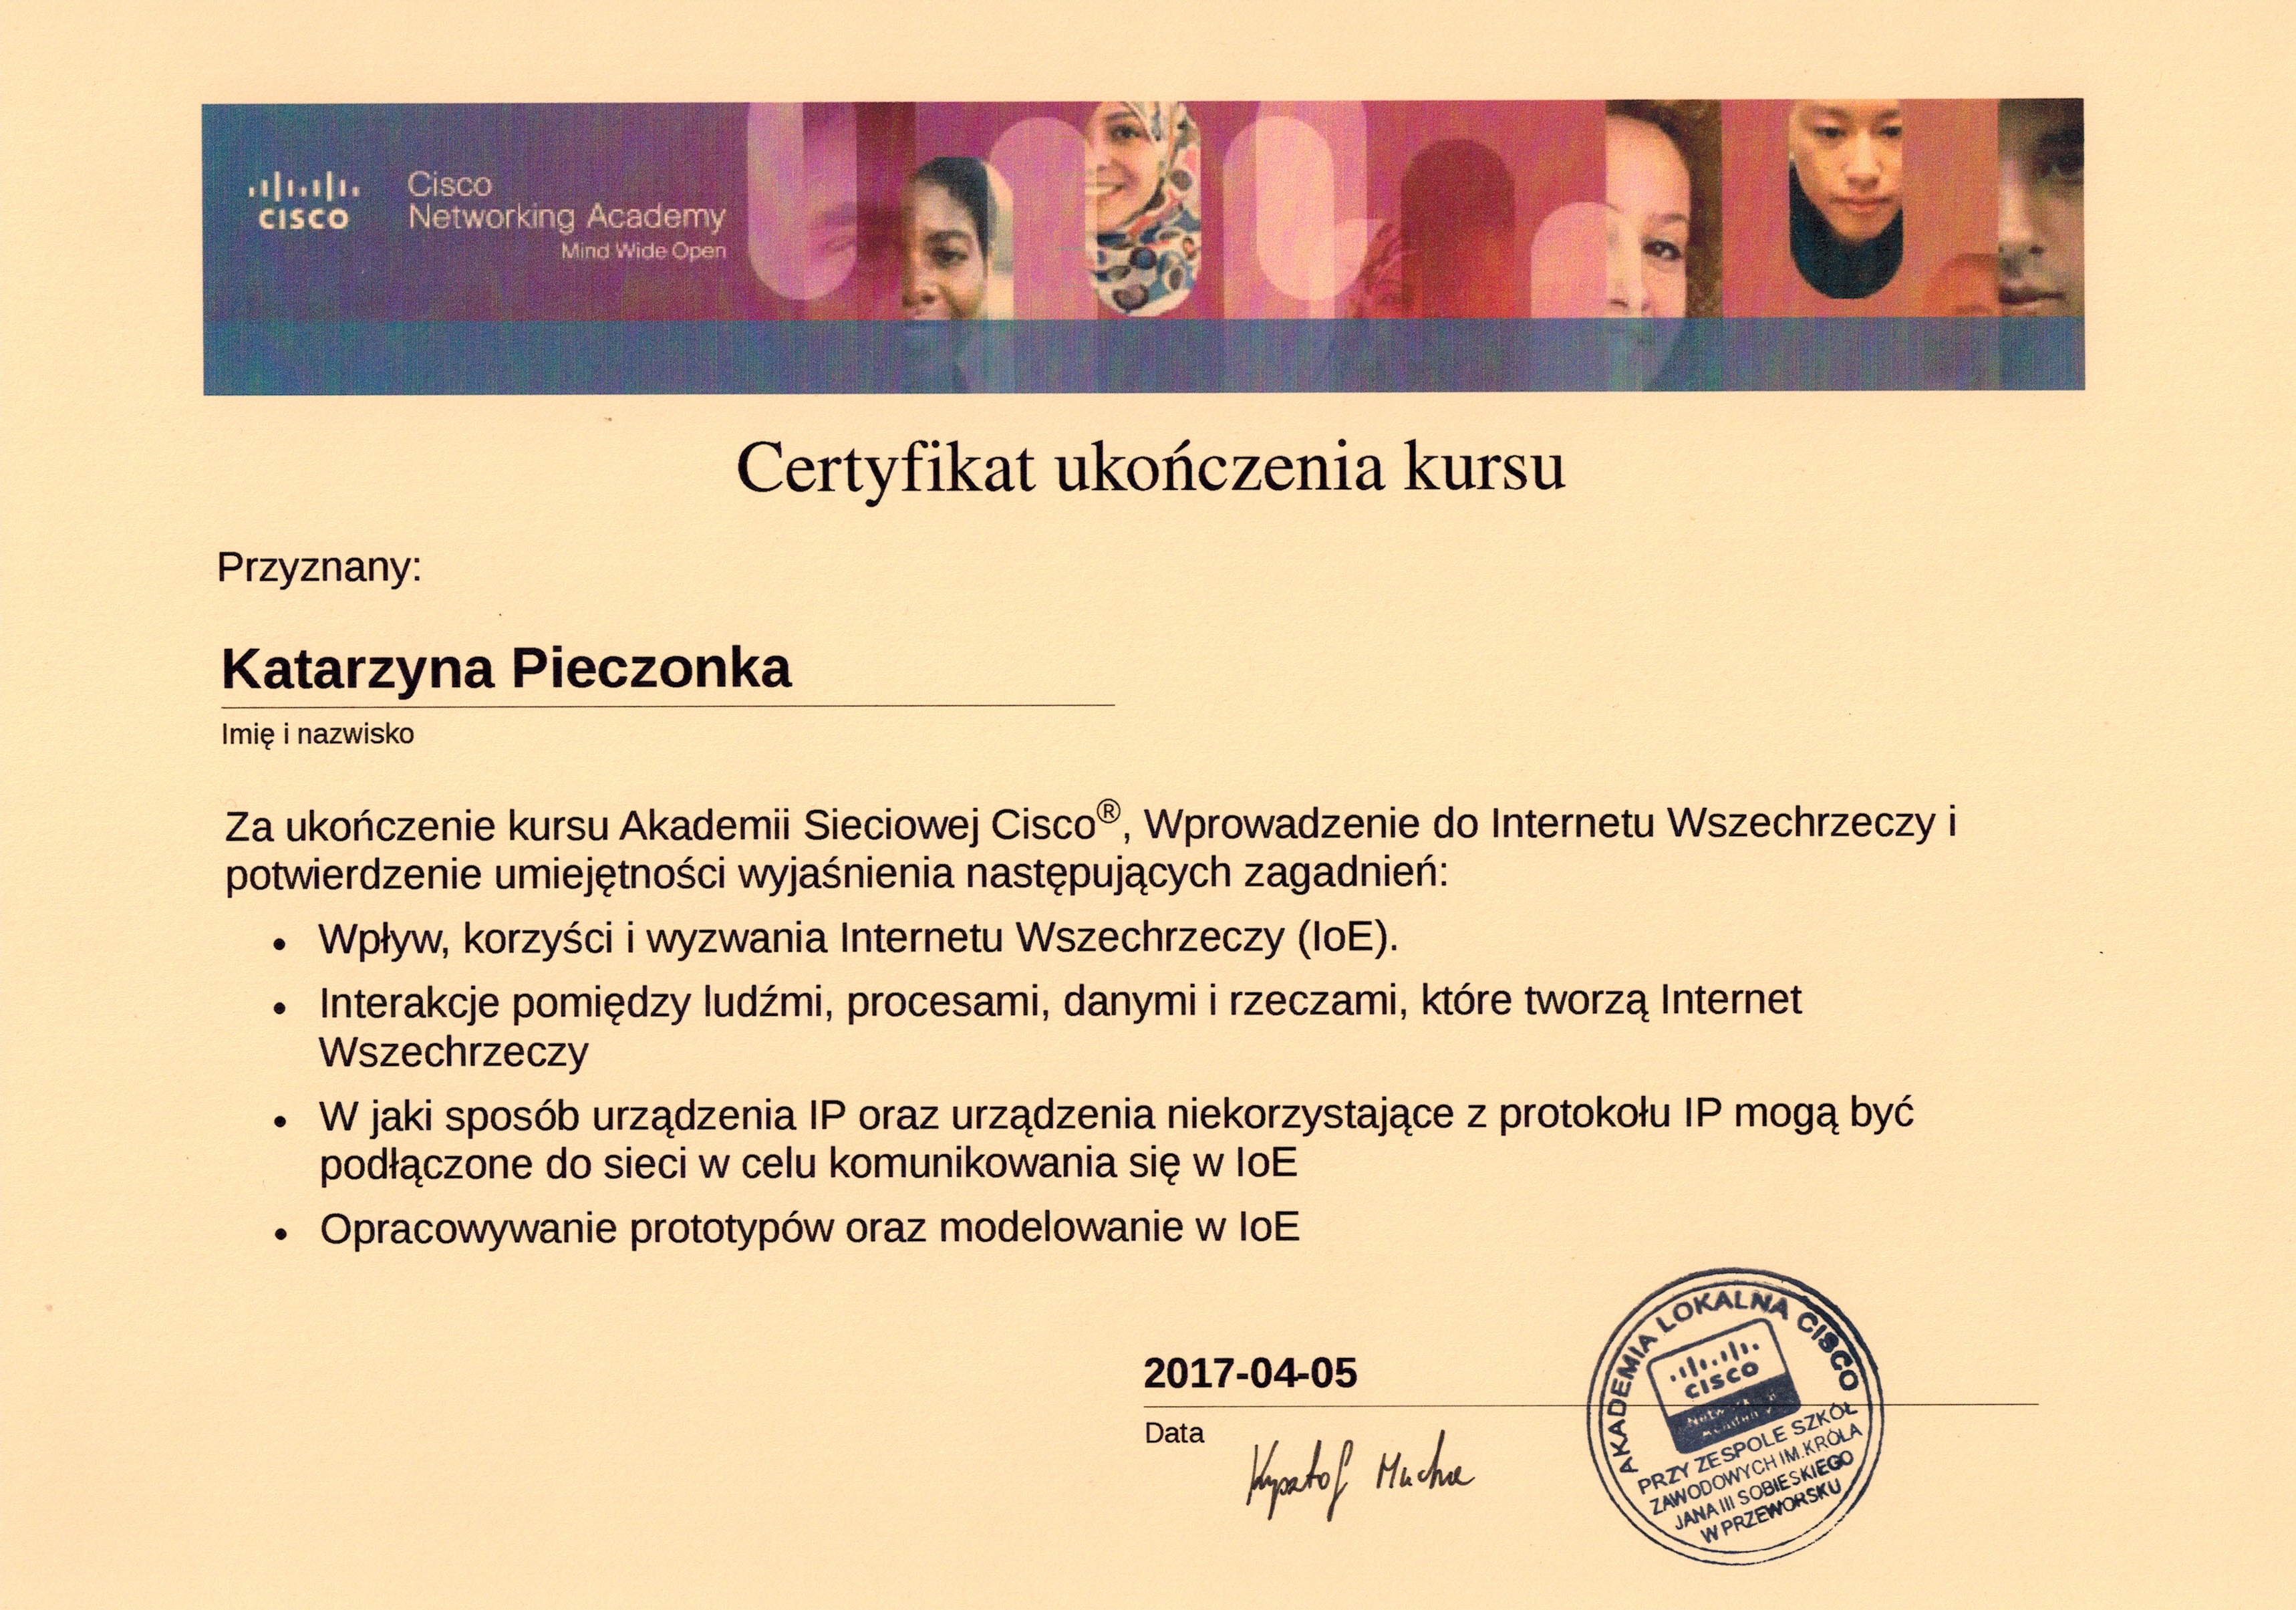 CISCO
Cisco
Networking Academy
Mind Wide Open
Certyfikat ukończenia kursu
Przyznany:
Katarzyna Pieczonka
Imię i nazwisko
Za ukończenie kursu Akademii Sieciowej Cisco®, Wprowadzenie do Internetu Wszechrzeczy i
potwierdzenie umiejętności wyjaśnienia następujących zagadnień:
• Wpływ, korzyści i wyzwania Internetu Wszechrzeczy (IoE).
• Interakcje pomiędzy ludźmi, procesami, danymi i rzeczami, które tworzą Internet
Wszechrzeczy
• W jaki sposób urządzenia IP oraz urządzenia niekorzystające z protokołu IP mogą być
podłączone do sieci w celu komunikowania się w IoE
• Opracowywanie prototypów oraz modelowanie w IoE
2017-04-05
Data
Krzysztof Mucha
AKADEMIA LOKALNA CISCO
CISCO
PRZY ZESPOLE SZKÓŁ
ZAWODOWYCH IM.KRÓLA
JANA III SOBIESKIEGO
W PRZEWORSKU